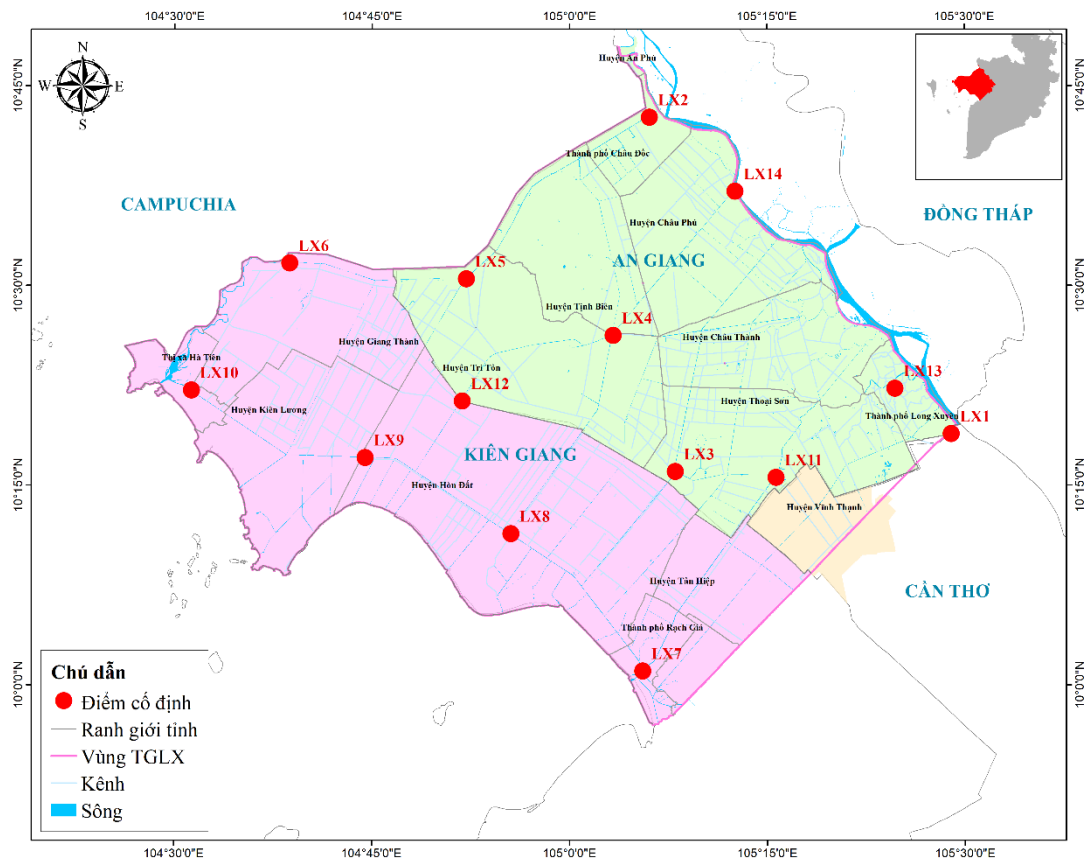 104°30'0"E 104°45'0"E 105°0'0"E 105°15'0"E 105°30'0"E
N
W E
S
10°45'0"N 10°45'0"N
Huyện An Phú
LX2
Thành phố Châu Đốc
LX14
CAMPUCHIA
ĐỒNG THÁP
Huyện Châu Phú
LX6
AN GIANG
LX5
10°30'0"N 10°30'0"N
Huyện Tịnh Biên
LX4
Huyện Giang Thành
Huyện Châu Thành
Thị xã Hà Tiên
Huyện Tri Tôn
LX10
LX12
LX13
Huyện Thoại Sơn
Huyện Kiên Lương
Thành phố Long Xuyên
LX1
LX9
KIÊN GIANG
LX3
LX11
10°15'0"N 10°15'0"N
Huyện Hòn Đất
Huyện Vĩnh Thạnh
LX8
Huyện Tân Hiệp
CẦN THƠ
Thành phố Rạch Giá
LX7
10°0'0"N 10°0'0"N
Chú dẫn
Điểm cố định
Ranh giới tỉnh
Vùng TGLX
Kênh
Sông
104°30'0"E 104°45'0"E 105°0'0"E 105°15'0"E 105°30'0"E